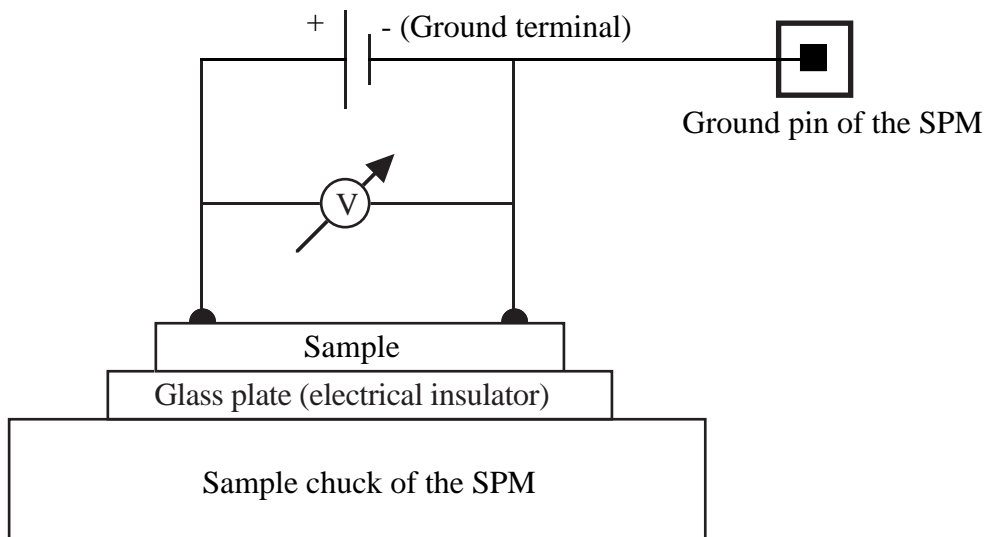 + - (Ground terminal)
Ground pin of the SPM
V
Sample
Glass plate (electrical insulator)
Sample chuck of the SPM